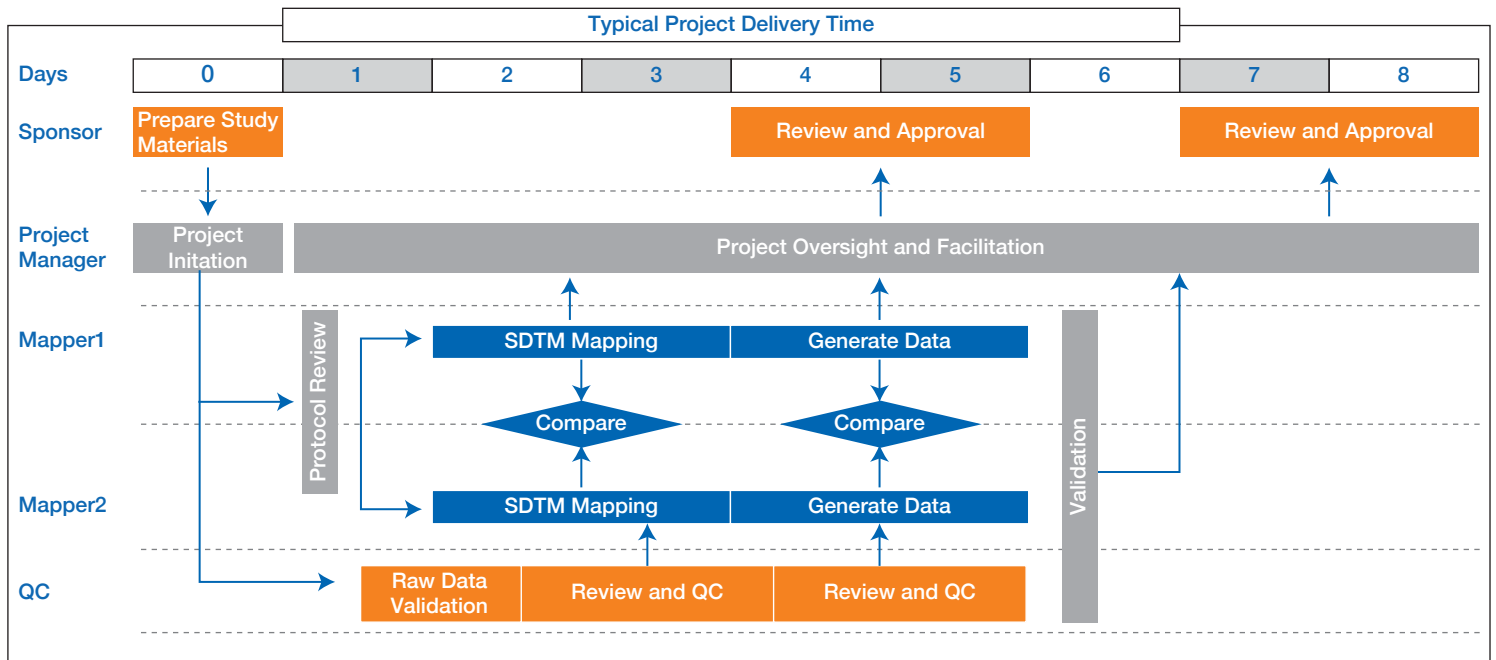 Typical Project Delivery Time
Days 0 1 2 3 4 5 6 7 8
Sponsor
Prepare Study
Materials
Review and Approval
Review and Approval
Project
Manager
Project
Initation
Project Oversight and Facilitation
Mapper1
Protocol Review
SDTM Mapping
Generate Data
Compare
Compare
Validation
Mapper2
SDTM Mapping
Generate Data
QC
Raw Data
Validation
Review and QC
Review and QC